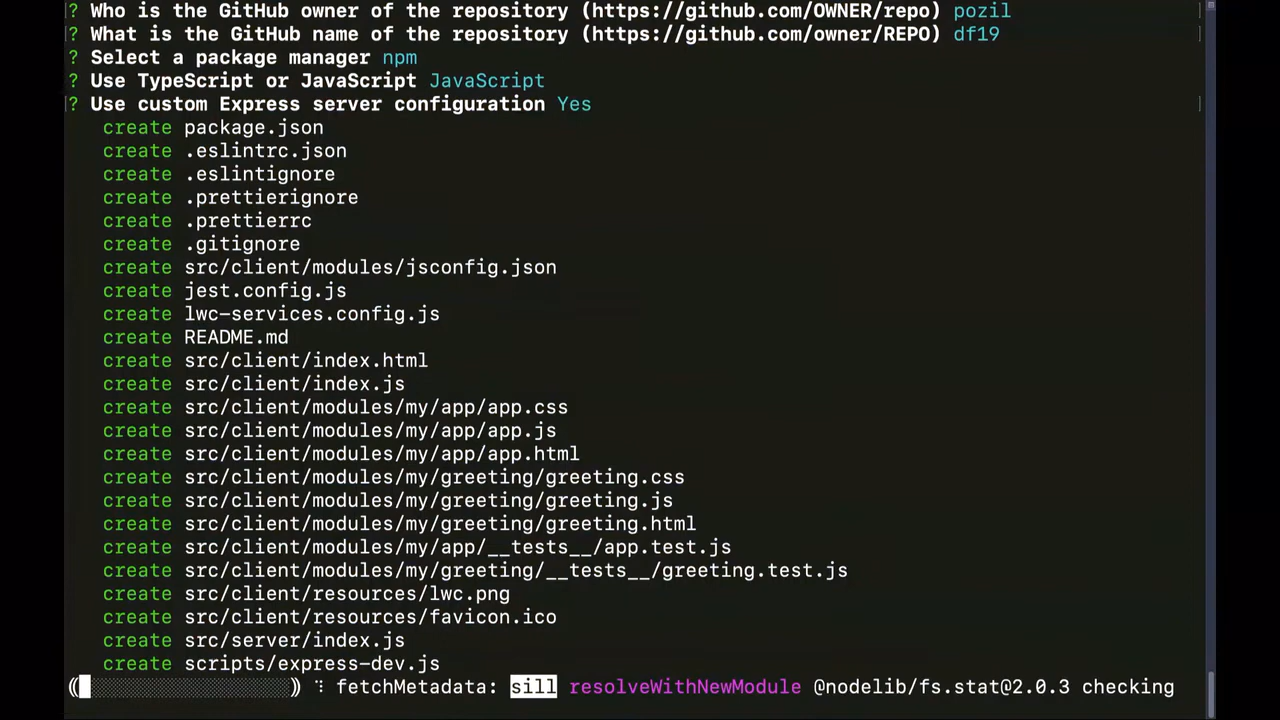 ? Who is the GitHub owner of the repository (https://github.com/OWNER/repo) pozil
? What is the GitHub name of the repository (https://github.com/owner/REPO) df19
? Select a package manager npm
? Use TypeScript or JavaScript JavaScript
? Use custom Express server configuration Yes
create package.json
create .eslintrc.json
create .eslintignore
create .prettierignore
create .prettierrc
create .gitignore
create src/client/modules/jsconfig.json
create jest.config.js
create lwc-services.config.js
create README.md
create src/client/index.html
create src/client/index.js
create src/client/modules/my/app/app.css
create src/client/modules/my/app/app.js
create src/client/modules/my/app/app.html
create src/client/modules/my/greeting/greeting.css
create src/client/modules/my/greeting/greeting.js
create src/client/modules/my/greeting/greeting.html
create src/client/modules/my/app/__tests__/app.test.js
create src/client/modules/my/greeting/__tests__/greeting.test.js
create src/client/resources/lwc.png
create src/client/resources/favicon.ico
create src/server/index.js
create scripts/express-dev.js
(█░░░░░░░░░░░░░░░░░) ⠹ fetchMetadata: sill resolveWithNewModule @nodelib/fs.stat@2.0.3 checking